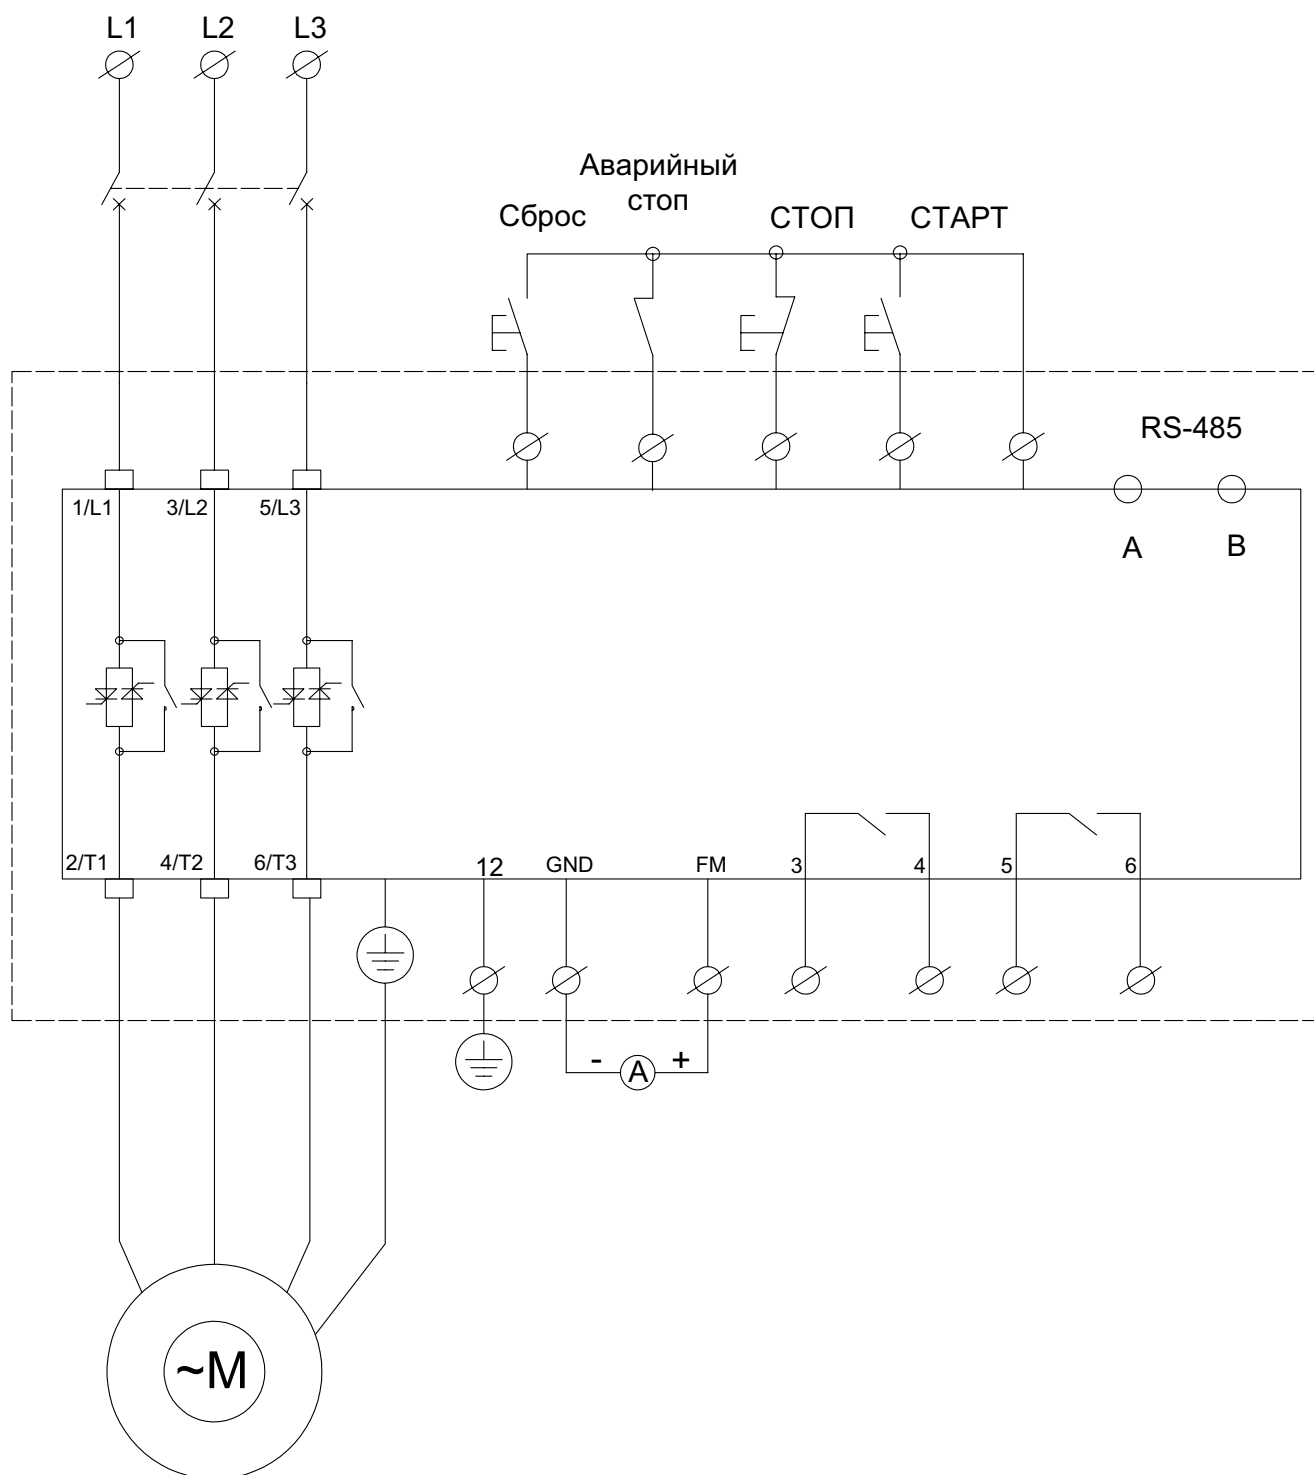 L1 L2 L3
Аварийный
стоп
Сброс
СТОП
СТАРТ
RS-485
1/L1 3/L2 5/L3
A B
2/T1 4/T2 6/T3 12 GND FM 3 4 5 6
- A +
~M